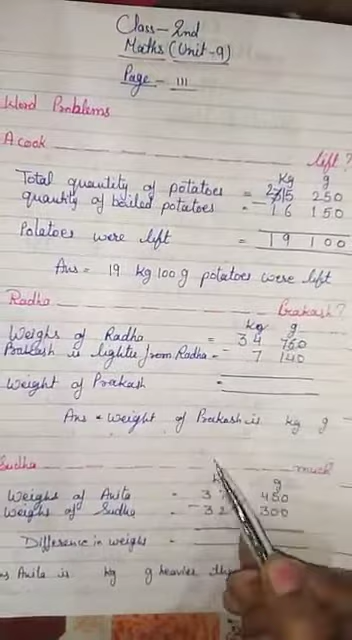 Class - 2nd
Maths (Unit-9)
Page - 111
Word Problems
A cook left?
Kg g
Total quantity of potatoes = 35 250
quantity of boiled potatoes = - 16 150
Potatoes were left = 19 100
Ans = 19 kg 100 g potatoes were left
Radha Prakash?
kg g
Weight of Radha = 34 750
Prakash is lighter from Radha = - 7 140
Weight of Prakash =
Ans = weight of Prakash is kg g
Sudha much
g
Weight of Anita = 3 450
Weight of Sudha = - 32 300
Difference in weight =
Anita is kg g heavier